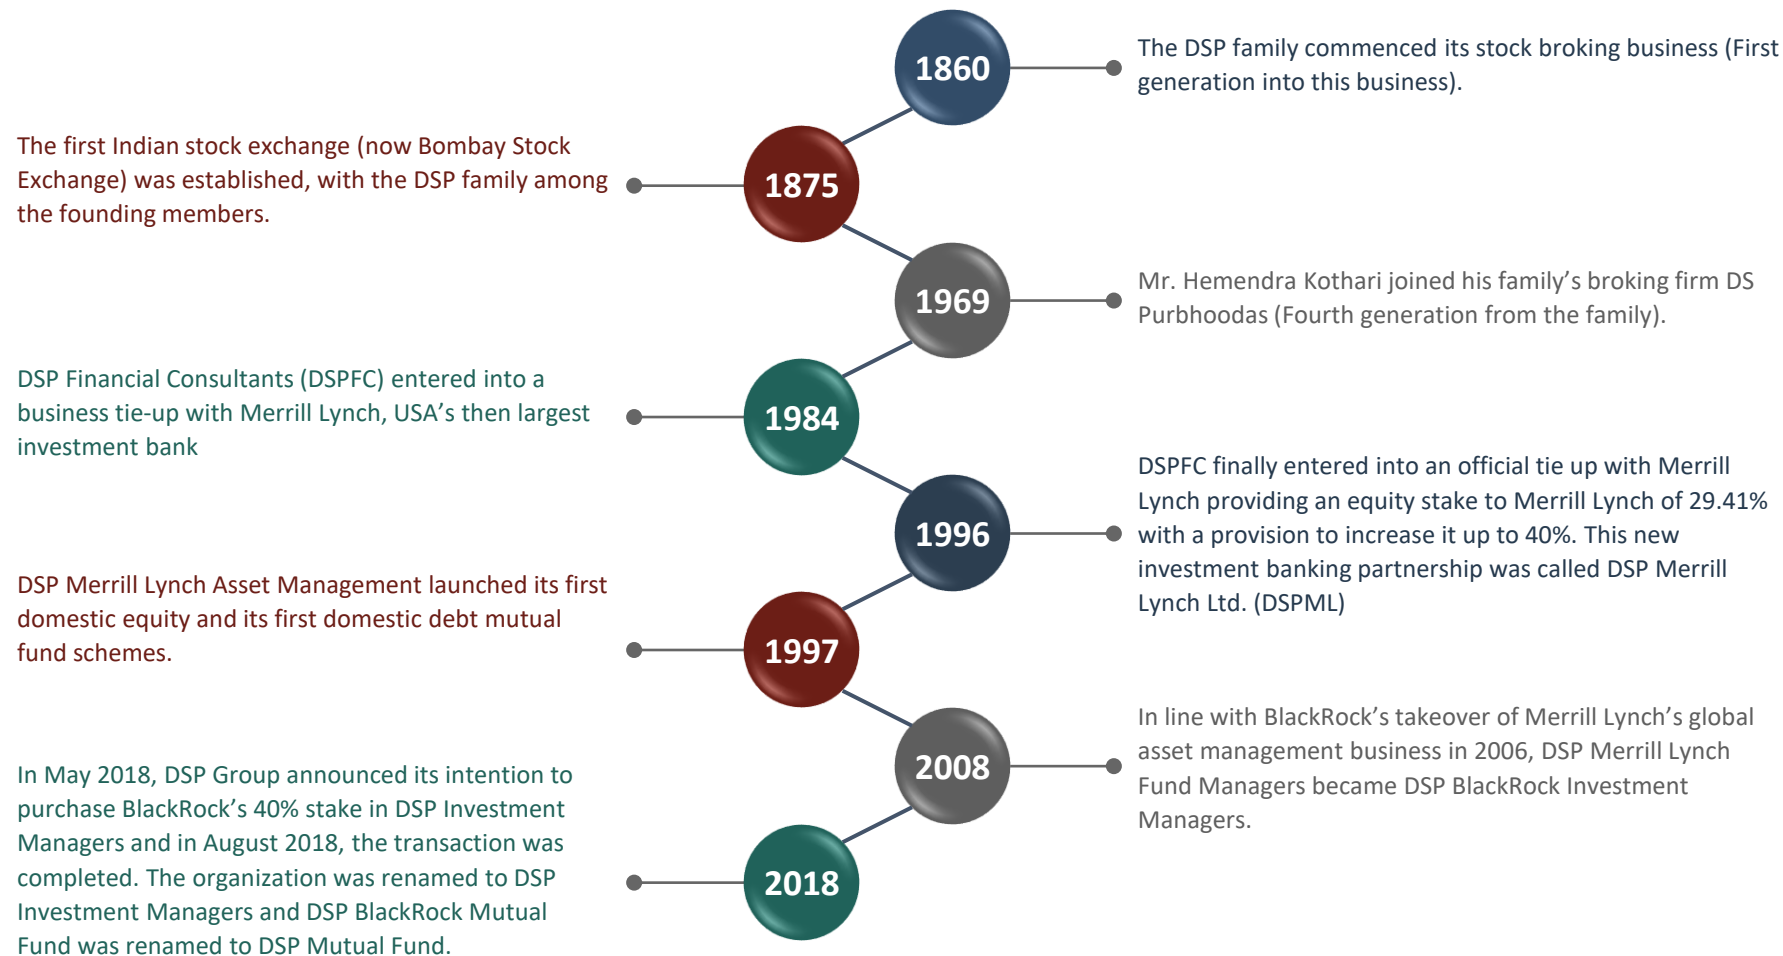 1860
The DSP family commenced its stock broking business (First
generation into this business).
The first Indian stock exchange (now Bombay Stock
Exchange) was established, with the DSP family among
the founding members.
1875
1969
Mr. Hemendra Kothari joined his family’s broking firm DS
Purbhoodas (Fourth generation from the family).
DSP Financial Consultants (DSPFC) entered into a
business tie-up with Merrill Lynch, USA’s then largest
investment bank
1984
1996
DSPFC finally entered into an official tie up with Merrill
Lynch providing an equity stake to Merrill Lynch of 29.41%
with a provision to increase it up to 40%. This new
investment banking partnership was called DSP Merrill
Lynch Ltd. (DSPML)
DSP Merrill Lynch Asset Management launched its first
domestic equity and its first domestic debt mutual
fund schemes.
1997
2008
In line with BlackRock’s takeover of Merrill Lynch’s global
asset management business in 2006, DSP Merrill Lynch
Fund Managers became DSP BlackRock Investment
Managers.
In May 2018, DSP Group announced its intention to
purchase BlackRock’s 40% stake in DSP Investment
Managers and in August 2018, the transaction was
completed. The organization was renamed to DSP
Investment Managers and DSP BlackRock Mutual
Fund was renamed to DSP Mutual Fund.
2018